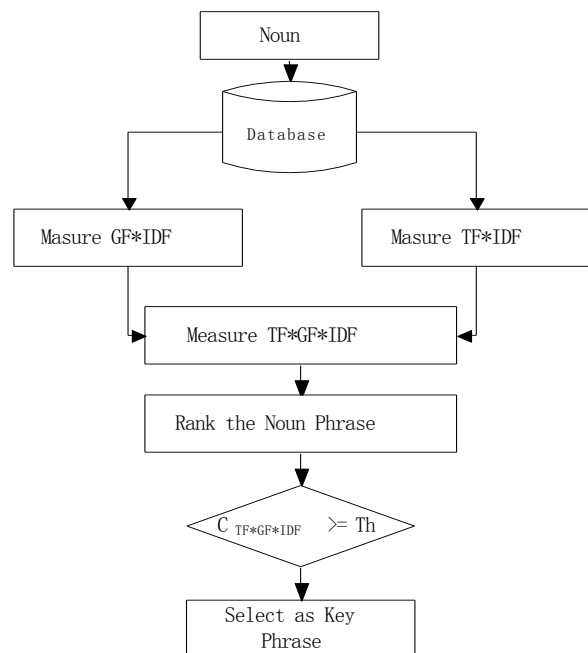 Noun
Database
Masure GF*IDF
Masure TF*IDF
Measure TF*GF*IDF
Rank the Noun Phrase
C TF*GF*IDF >= Th
Select as Key
Phrase